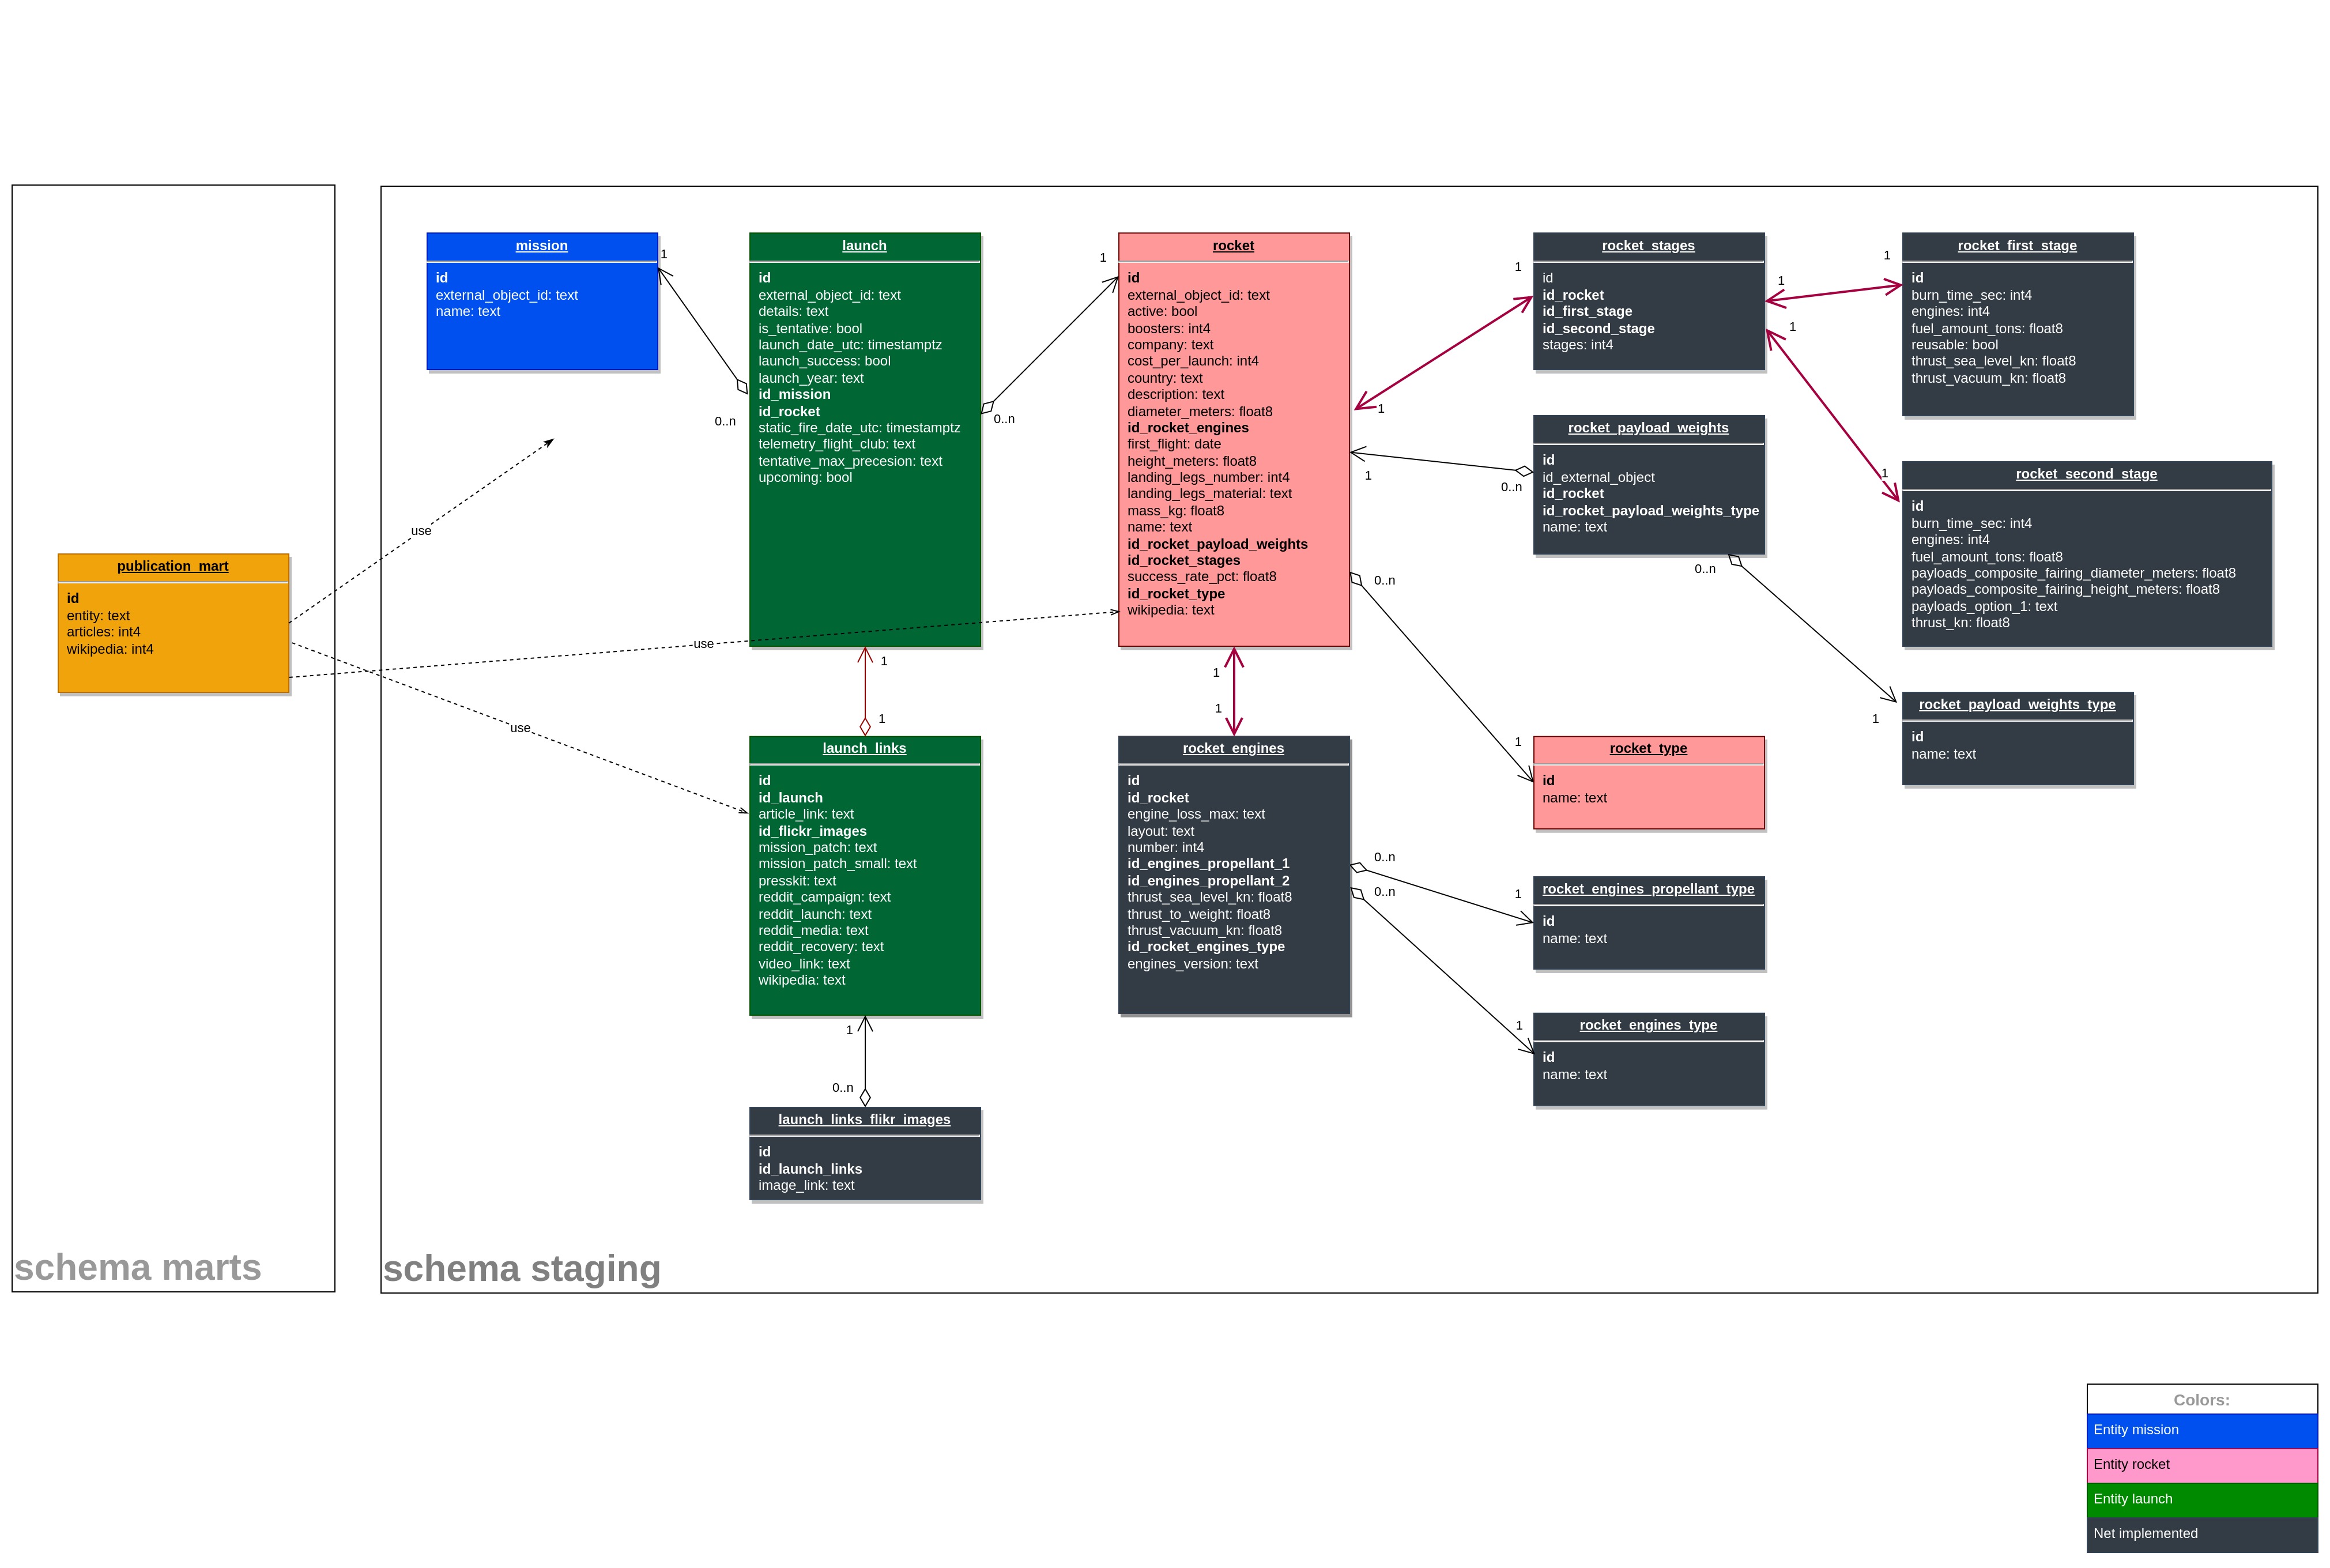 publication_mart
id
entity: text
articles: int4
wikipedia: int4
schema marts
use
use
use
mission
id
external_object_id: text
name: text
1
0..n
launch
id
external_object_id: text
details: text
is_tentative: bool
launch_date_utc: timestamptz
launch_success: bool
launch_year: text
id_mission
id_rocket
static_fire_date_utc: timestamptz
telemetry_flight_club: text
tentative_max_precesion: text
upcoming: bool
0..n
1
1
1
launch_links
id
id_launch
article_link: text
id_flickr_images
mission_patch: text
mission_patch_small: text
presskit: text
reddit_campaign: text
reddit_launch: text
reddit_media: text
reddit_recovery: text
video_link: text
wikipedia: text
1
0..n
launch_links_flikr_images
id
id_launch_links
image_link: text
rocket
id
external_object_id: text
active: bool
boosters: int4
company: text
cost_per_launch: int4
country: text
description: text
diameter_meters: float8
id_rocket_engines
first_flight: date
height_meters: float8
landing_legs_number: int4
landing_legs_material: text
mass_kg: float8
name: text
id_rocket_payload_weights
id_rocket_stages
success_rate_pct: float8
id_rocket_type
wikipedia: text
1
1
rocket_engines
id
id_rocket
engine_loss_max: text
layout: text
number: int4
id_engines_propellant_1
id_engines_propellant_2
thrust_sea_level_kn: float8
thrust_to_weight: float8
thrust_vacuum_kn: float8
id_rocket_engines_type
engines_version: text
1
1
1
0..n
0..n
1
0..n
1
0..n
1
rocket_stages
id
id_rocket
id_first_stage
id_second_stage
stages: int4
rocket_payload_weights
id
id_external_object
id_rocket
id_rocket_payload_weights_type
name: text
0..n
1
rocket_type
id
name: text
rocket_engines_propellant_type
id
name: text
rocket_engines_type
id
name: text
1
1
1
1
rocket_first_stage
id
burn_time_sec: int4
engines: int4
fuel_amount_tons: float8
reusable: bool
thrust_sea_level_kn: float8
thrust_vacuum_kn: float8
rocket_second_stage
id
burn_time_sec: int4
engines: int4
fuel_amount_tons: float8
payloads_composite_fairing_diameter_meters: float8
payloads_composite_fairing_height_meters: float8
payloads_option_1: text
thrust_kn: float8
rocket_payload_weights_type
id
name: text
schema staging
Colors:
Entity mission
Entity rocket
Entity launch
Net implemented